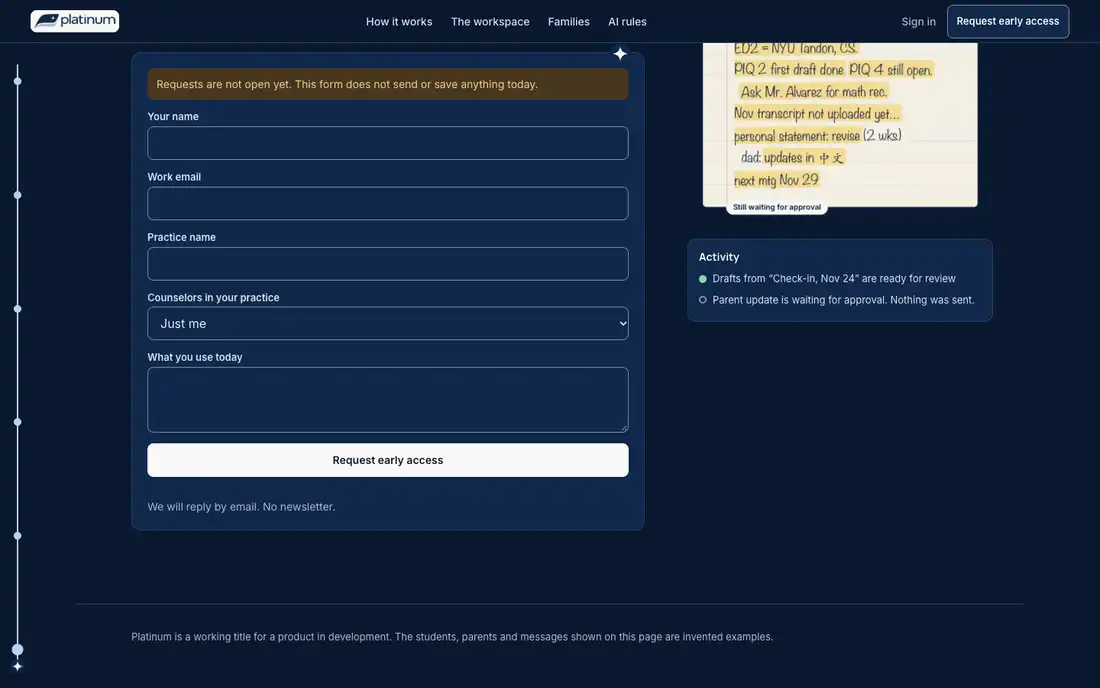 platinum
How it works
The workspace
Families
AI rules
Sign in
Request early access
Requests are not open yet. This form does not send or save anything today.
Your name
Work email
Practice name
Counselors in your practice
Just me
What you use today
Request early access
We will reply by email. No newsletter.
ED2 = NYU Tandon, CS.
PIQ 2 first draft done. PIQ 4 still open.
Ask Mr. Alvarez for math rec.
Nov transcript not uploaded yet...
personal statement: revise (2 wks)
dad: updates in 中文
next mtg Nov 29
Still waiting for approval
Activity
Drafts from “Check-in, Nov 24” are ready for review
Parent update is waiting for approval. Nothing was sent.
Platinum is a working title for a product in development. The students, parents and messages shown on this page are invented examples.